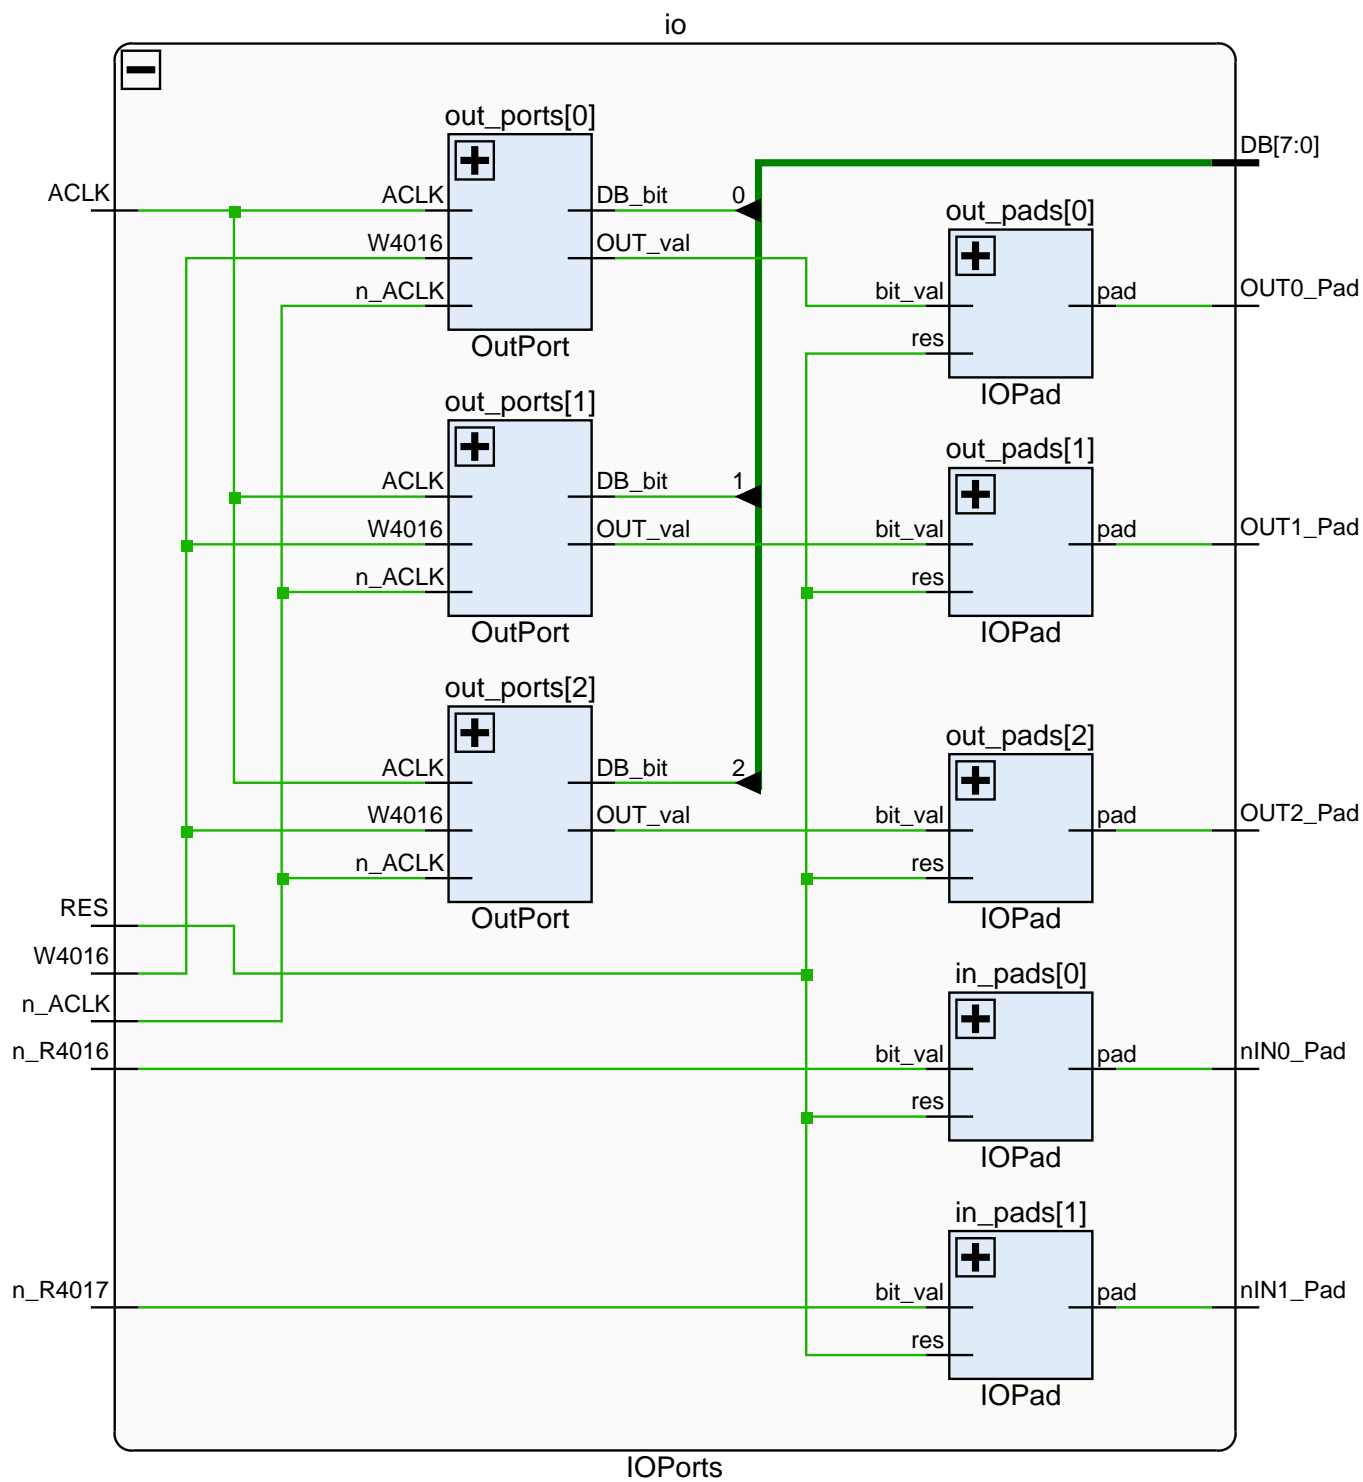 io
out_ports[0]
DB[7:0]
ACLK
ACLK
DB_bit
0
out_pads[0]
W4016
OUT_val
n_ACLK
bit_val
pad
OUT0_Pad
res
OutPort
IOPad
out_ports[1]
out_pads[1]
ACLK
DB_bit
1
W4016
OUT_val
bit_val
pad
OUT1_Pad
n_ACLK
res
OutPort
IOPad
out_ports[2]
out_pads[2]
ACLK
DB_bit
2
W4016
OUT_val
bit_val
pad
OUT2_Pad
n_ACLK
res
OutPort
IOPad
RES
W4016
in_pads[0]
n_ACLK
n_R4016
bit_val
pad
nIN0_Pad
res
IOPad
in_pads[1]
n_R4017
bit_val
pad
nIN1_Pad
res
IOPad
IOPorts